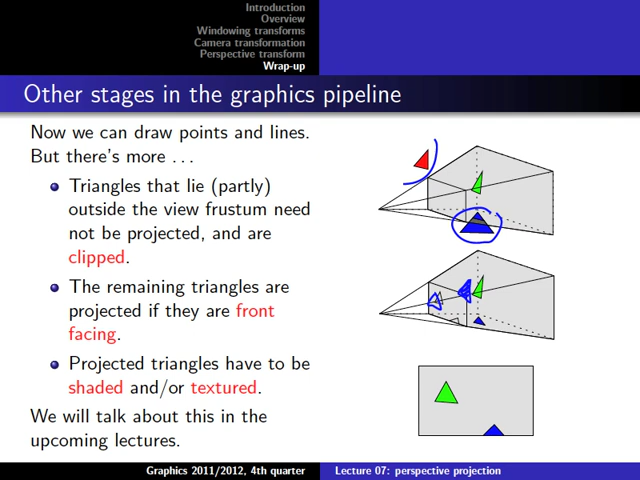 Introduction
Overview
Windowing transforms
Camera transformation
Perspective transform
Wrap-up
Other stages in the graphics pipeline
Now we can draw points and lines.
But there's more . . .
Triangles that lie (partly)
outside the view frustum need
not be projected, and are
clipped.
The remaining triangles are
projected if they are front
facing.
Projected triangles have to be
shaded and/or textured.
We will talk about this in the
upcoming lectures.
Graphics 2011/2012, 4th quarter
Lecture 07: perspective projection